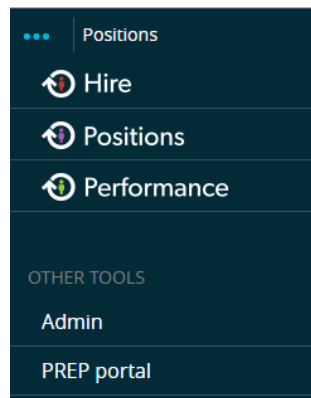 Positions
Hire
Positions
Performance
OTHER TOOLS
Admin
PREP portal